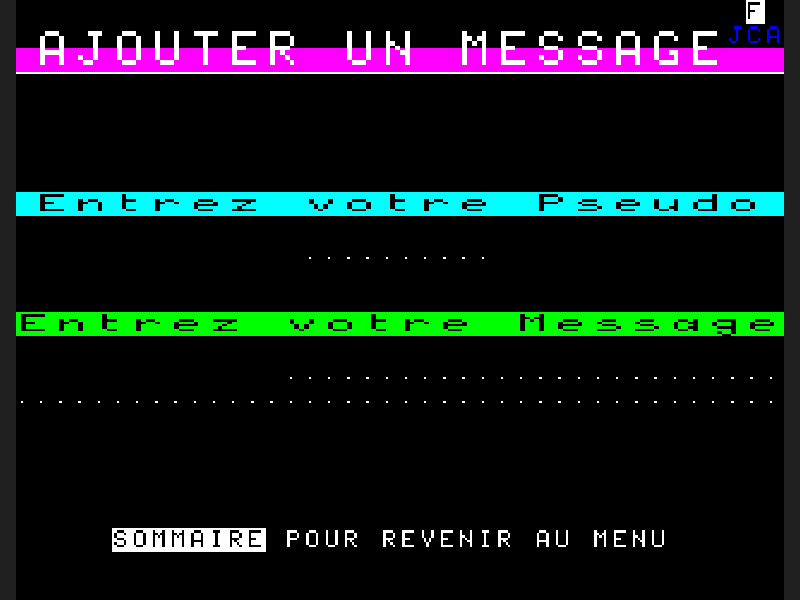 F
JCA
AJOUTER UN MESSAGE
Entrez votre Pseudo
..........
Entrez votre Message
...........................
.........................................
SOMMAIRE POUR REVENIR AU MENU